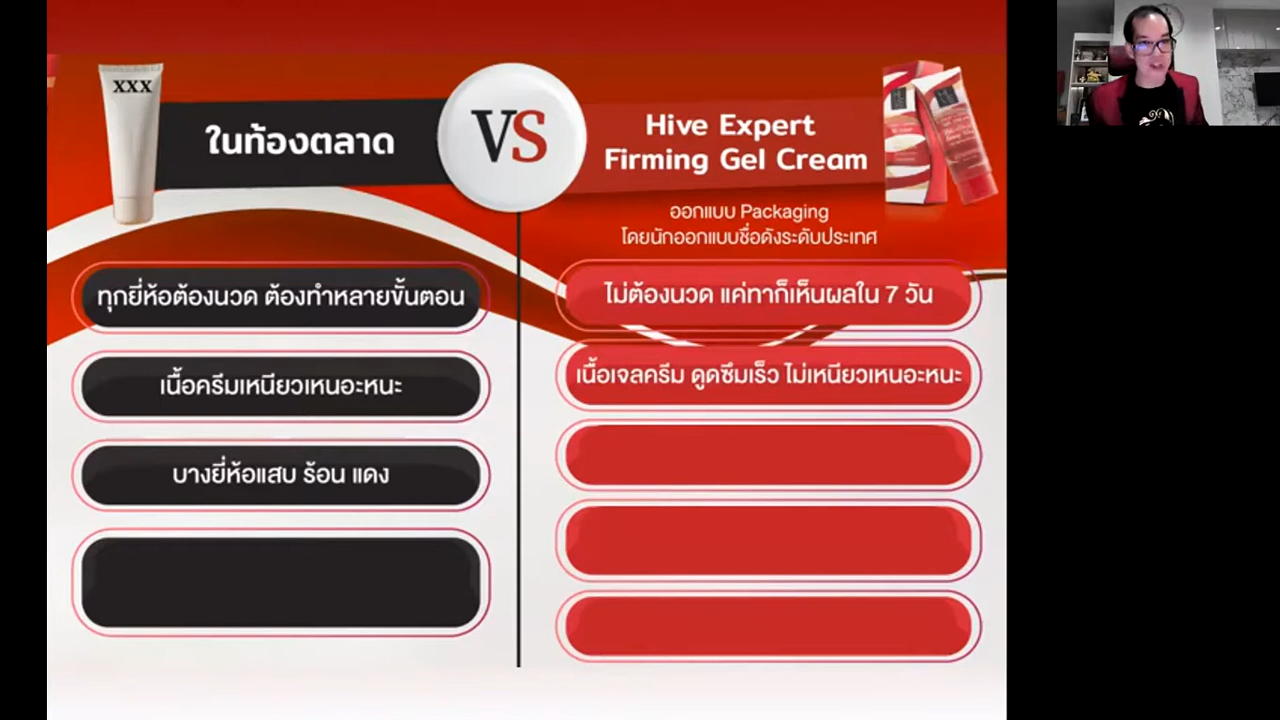 XXX
ในท้องตลาด
VS
Hive Expert
Firming Gel Cream
ออกแบบ Packaging
โดยนักออกแบบชื่อดังระดับประเทศ
ทุกยี่ห้อต้องนวด ต้องทำหลายขั้นตอน
เนื้อครีมเหนียวเหนอะหนะ
บางยี่ห้อแสบ ร้อน แดง
ไม่ต้องนวด แค่ทาก็เห็นผลใน 7 วัน
เนื้อเจลครีม ดูดซึมเร็ว ไม่เหนียวเหนอะหนะ